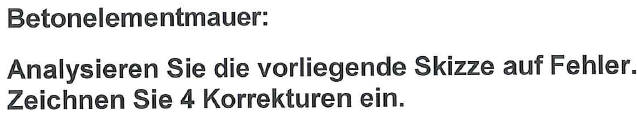 Betonelementmauer:
Analysieren Sie die vorliegende Skizze auf Fehler.
Zeichnen Sie 4 Korrekturen ein.